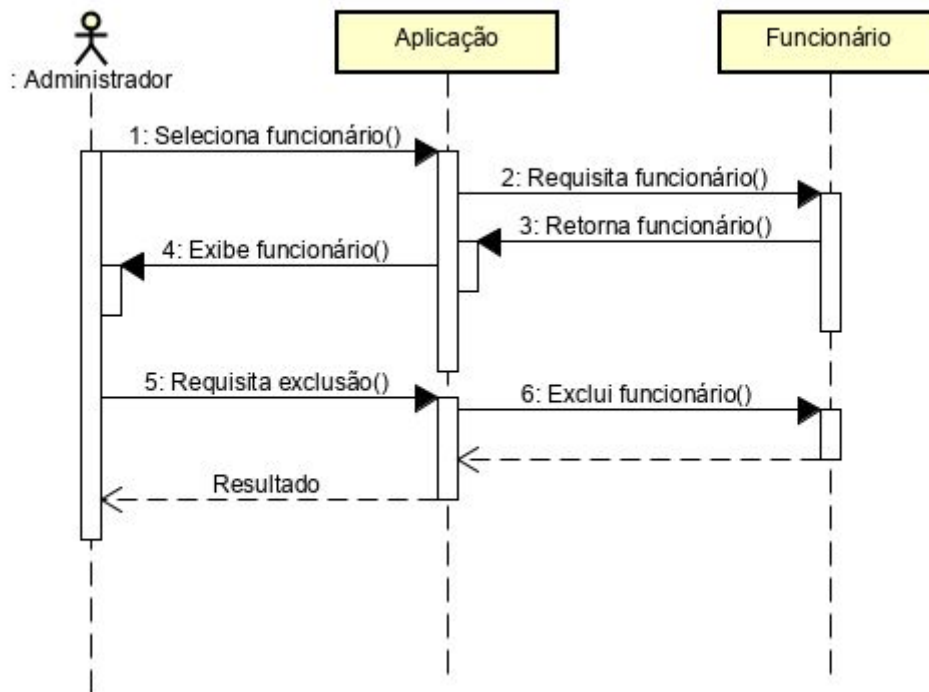 : Administrador
Aplicação
Funcionário
1: Seleciona funcionário()
2: Requisita funcionário()
3: Retorna funcionário()
4: Exibe funcionário()
5: Requisita exclusão()
6: Exclui funcionário()
Resultado